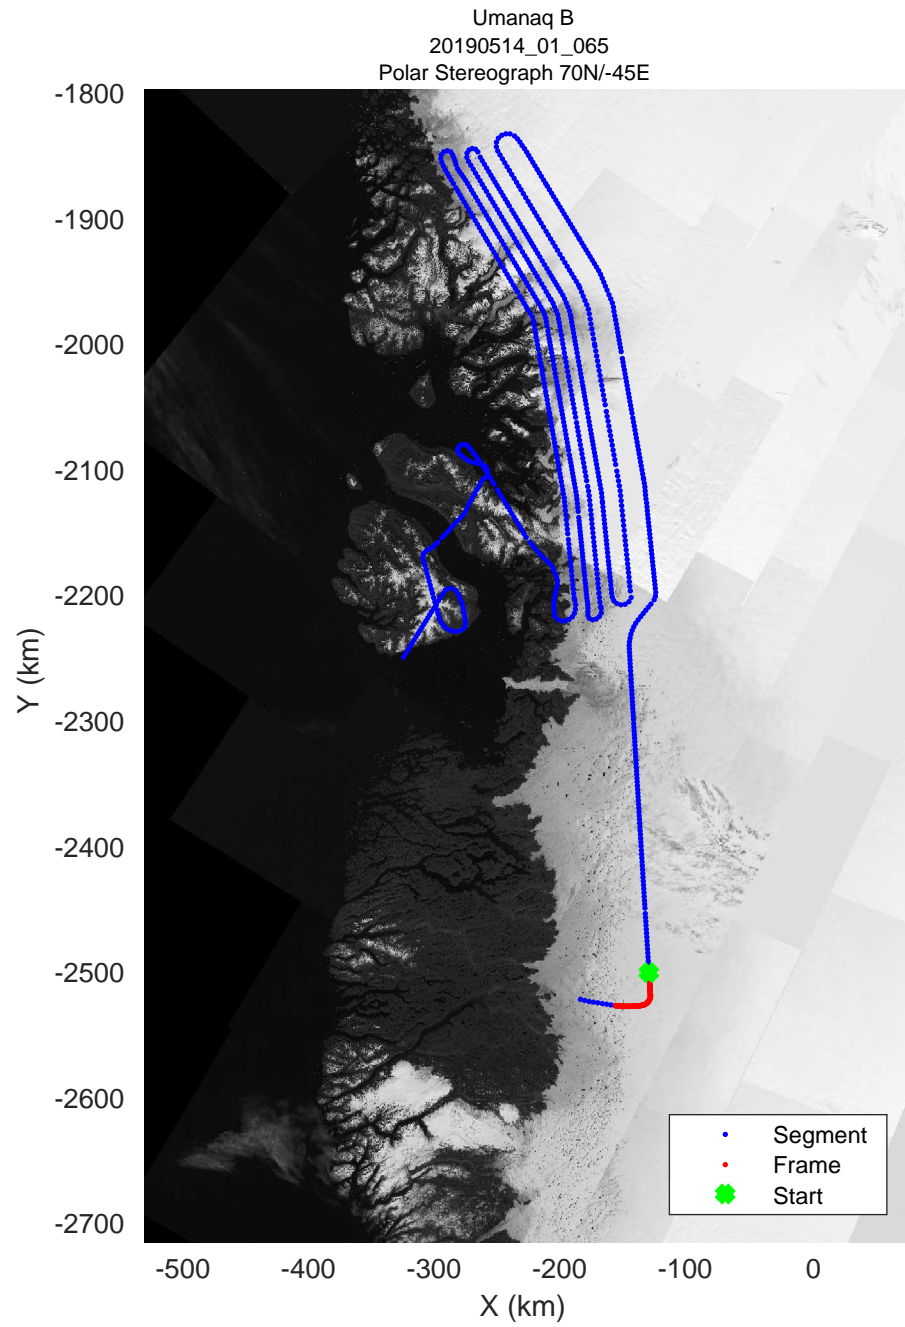 Umanaq B
20190514_01_065
Polar Stereograph 70N/-45E
-1800
-1900
-2000
-2100
-2200
-2300
-2400
-2500
-2600
-2700
Y (km)
Segment
Frame
Start
-500 -400 -300 -200 -100 0
X (km)